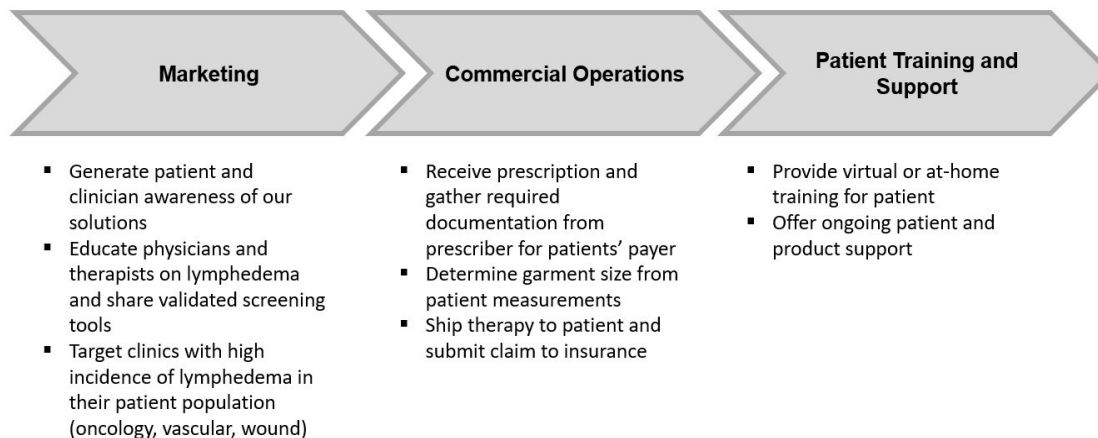 Marketing
▪ Generate patient and
clinician awareness of our
solutions
▪ Educate physicians and
therapists on lymphedema
and share validated screening
tools
▪ Target clinics with high
incidence of lymphedema in
their patient population
(oncology, vascular, wound)
Commercial Operations
▪ Receive prescription and
gather required
documentation from
prescriber for patients’ payer
▪ Determine garment size from
patient measurements
▪ Ship therapy to patient and
submit claim to insurance
Patient Training and
Support
▪ Provide virtual or at-home
training for patient
▪ Offer ongoing patient and
product support